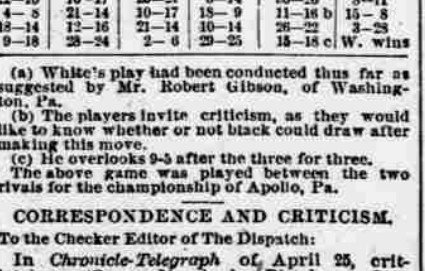 4– 8 21–14 10–17 18– 9 11–16 b 15– 8
18–14 12–16 21–14 10–26 26–22 3–28
9–18 28–24 2– 6 29–25 15–18 c W. wins
(a) White's play had been conducted thus far as
suggested by Mr. Robert Gibson, of Washing-
ton, Pa.
(b) The players invite criticism, as they would
like to know whether or not black could draw after
making this move.
(c) He overlooks 9-5 after the three for three.
The above game was played between the two
rivals for the championship of Apollo, Pa.
CORRESPONDENCE AND CRITICISM.
To the Checker Editor of The Dispatch:
In Chronicle-Telegraph of April 25, crit-